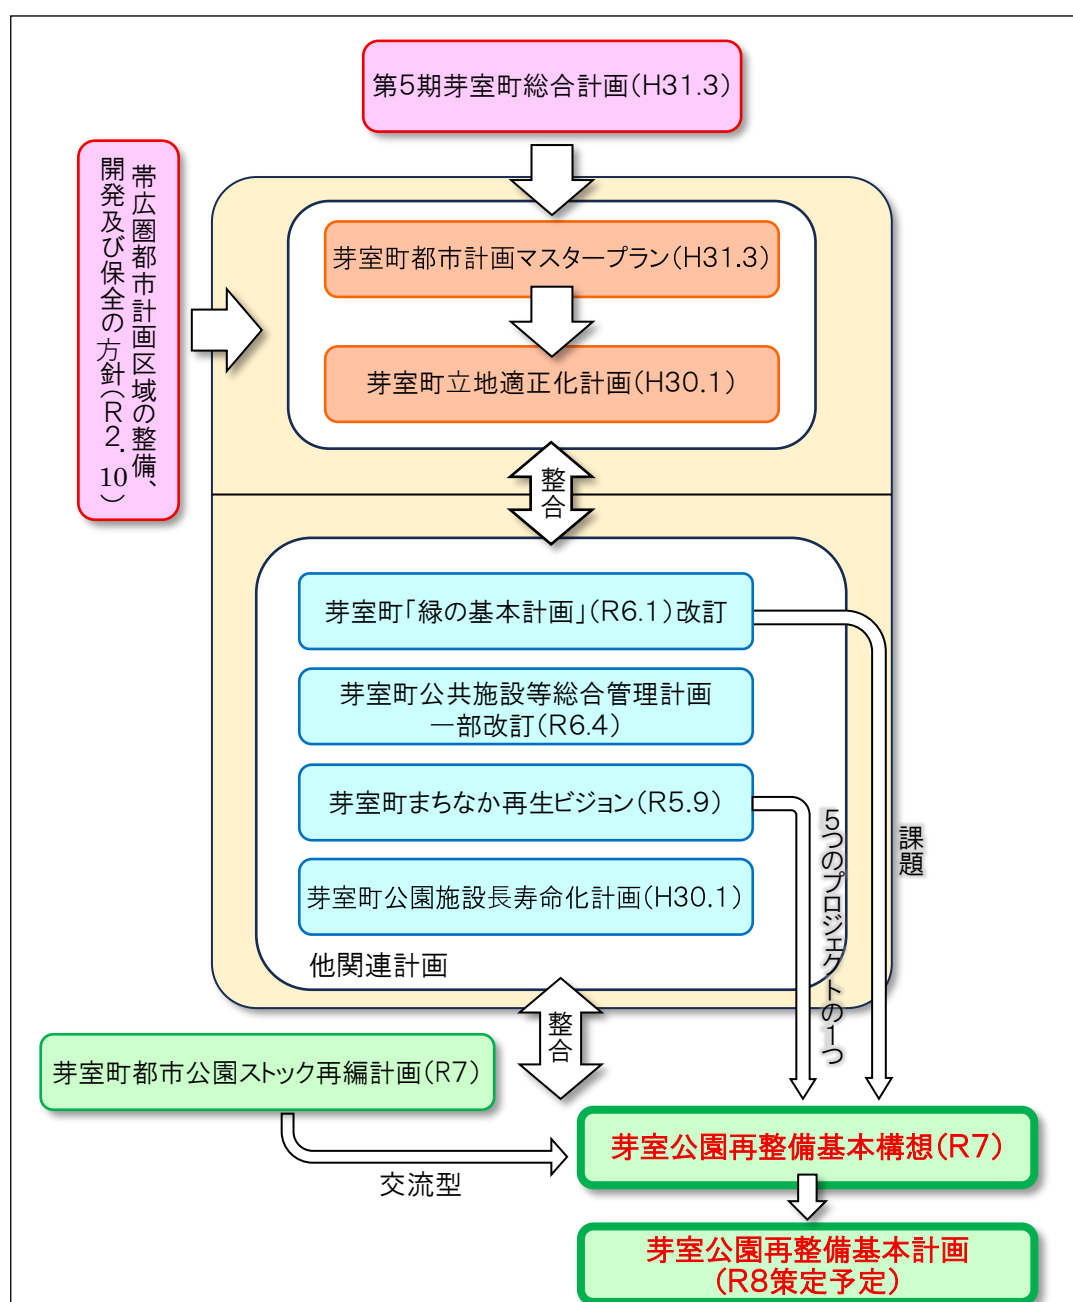 第5期芽室町総合計画(H31.3)
帯広圏都市計画区域の整備、
開発及び保全の方針(R2.10)
芽室町都市計画マスタープラン(H31.3)
芽室町立地適正化計画(H30.1)
整合
芽室町「緑の基本計画」(R6.1)改訂
芽室町公共施設等総合管理計画
一部改訂(R6.4)
芽室町まちなか再生ビジョン(R5.9)
芽室町公園施設長寿命化計画(H30.1)
他関連計画
5つのプロジェクトの1つ
課題
整合
芽室町都市公園ストック再編計画(R7)
交流型
芽室公園再整備基本構想(R7)
芽室公園再整備基本計画
(R8策定予定)